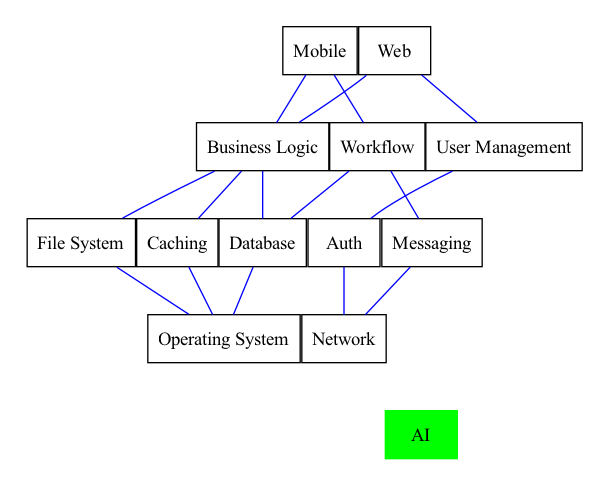 Mobile Web
Business Logic Workflow User Management
File System Caching Database Auth Messaging
Operating System Network
AI